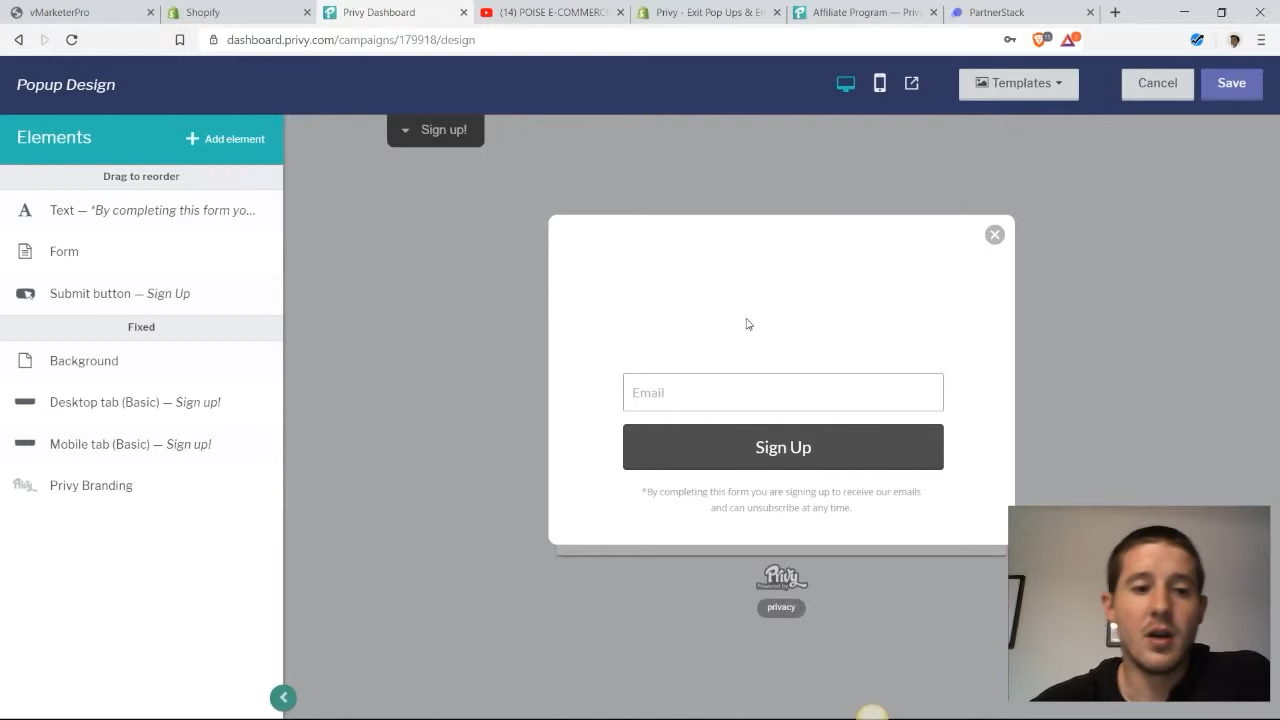 vMarketerPro
Shopify
Privy Dashboard
(14) POISE E-COMMERC
Privy - Exit Pop Ups & Em
Affiliate Program — Priv
PartnerStack
dashboard.privy.com/campaigns/179918/design
Popup Design
Templates
Cancel
Save
Elements
Add element
Sign up!
Drag to reorder
Text — *By completing this form yo...
Form
Submit button — Sign Up
Fixed
Background
Desktop tab (Basic) — Sign up!
Mobile tab (Basic) — Sign up!
Privy Branding
Email
Sign Up
*By completing this form you are signing up to receive our emails
and can unsubscribe at any time.
Privy
Powered by
privacy